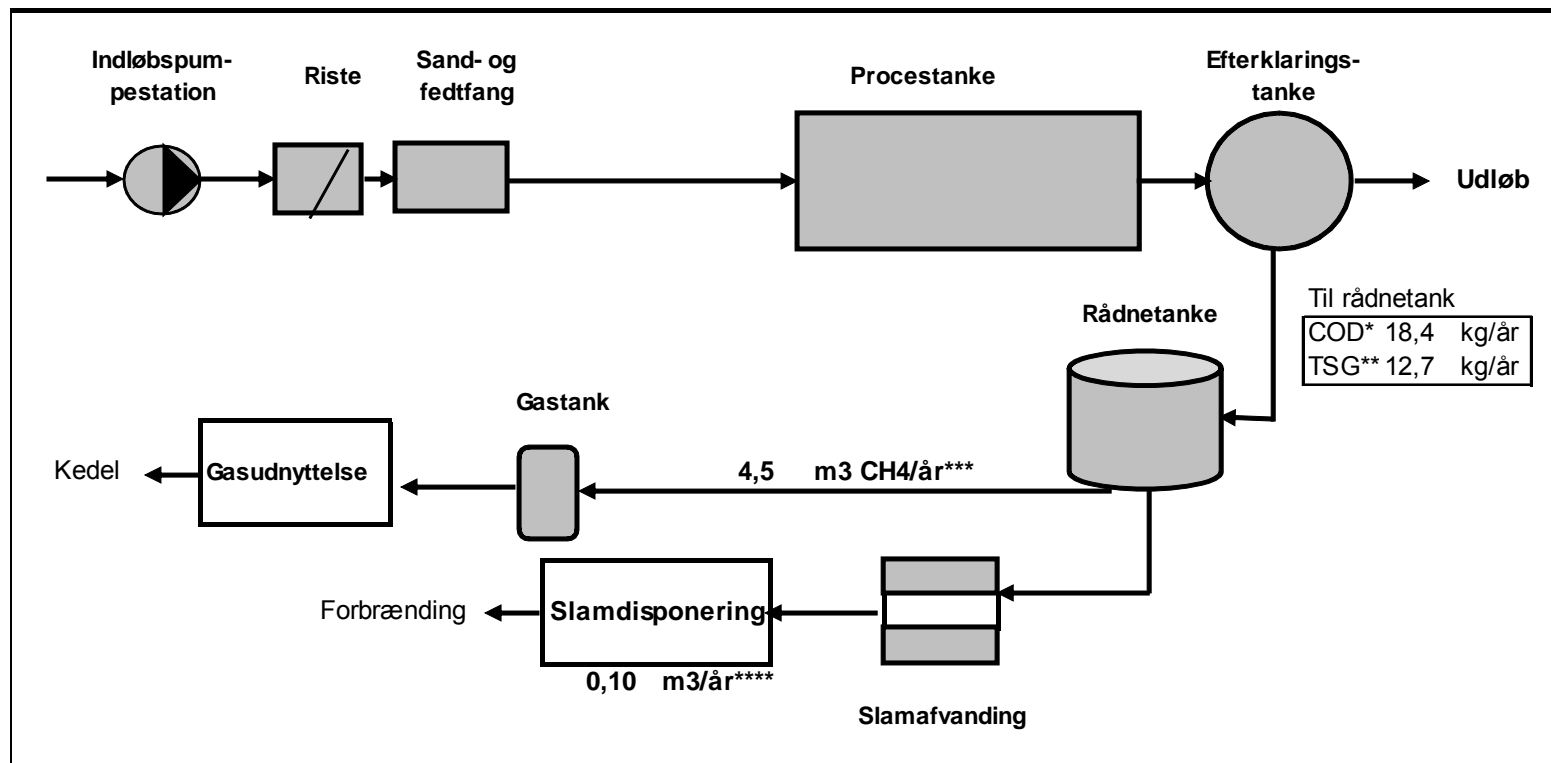 Indløbspum-
pestation
Riste
Sand- og
fedtfang
Procestanke
Efterklarings-
tanke
Udløb
Til rådnetank
COD* 18,4 kg/år
TSG** 12,7 kg/år
Rådnetanke
Gastank
Kedel
Gasudnyttelse
4,5 m3 CH4/år***
Forbrænding
Slamdisponering
0,10 m3/år****
Slamafvanding